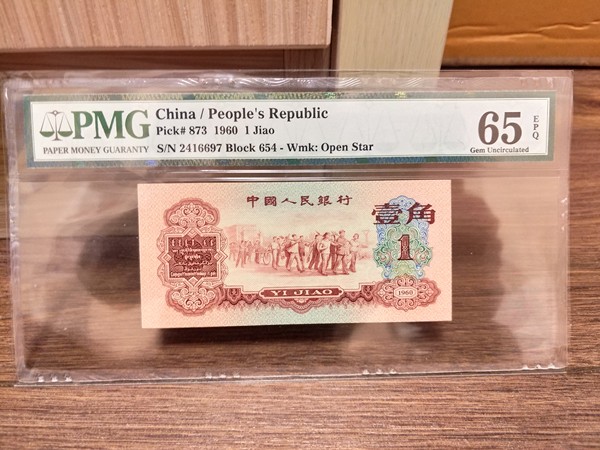 PMG
PAPER MONEY GUARANTY
China / People's Republic
Pick# 873 1960 1 Jiao
S/N 2416697 Block 654 - Wmk: Open Star
65
EPQ
Gem Uncirculated
中國人民銀行
壹角
1
YI JIAO
1960